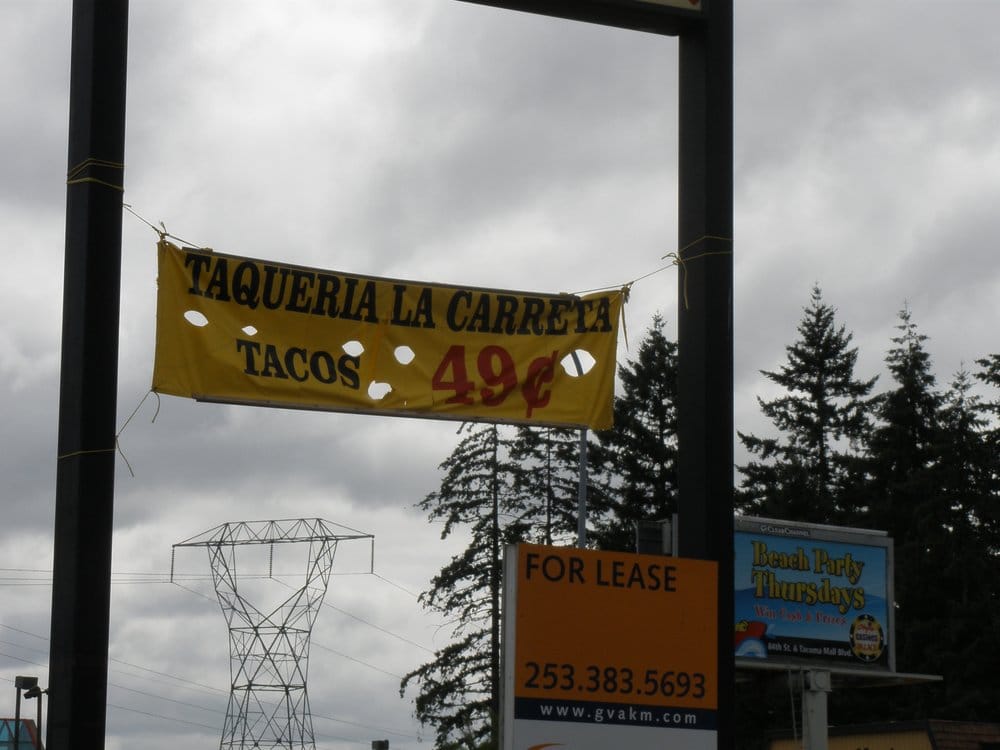 TAQUERIA LA CARRETA
TACOS 49¢
FOR LEASE
253.383.5693
www.gvakm.com
CLEARCHANNEL
Beach Party
Thursdays
Win Cash & Prizes
84th St. & Tacoma Mall Blvd.